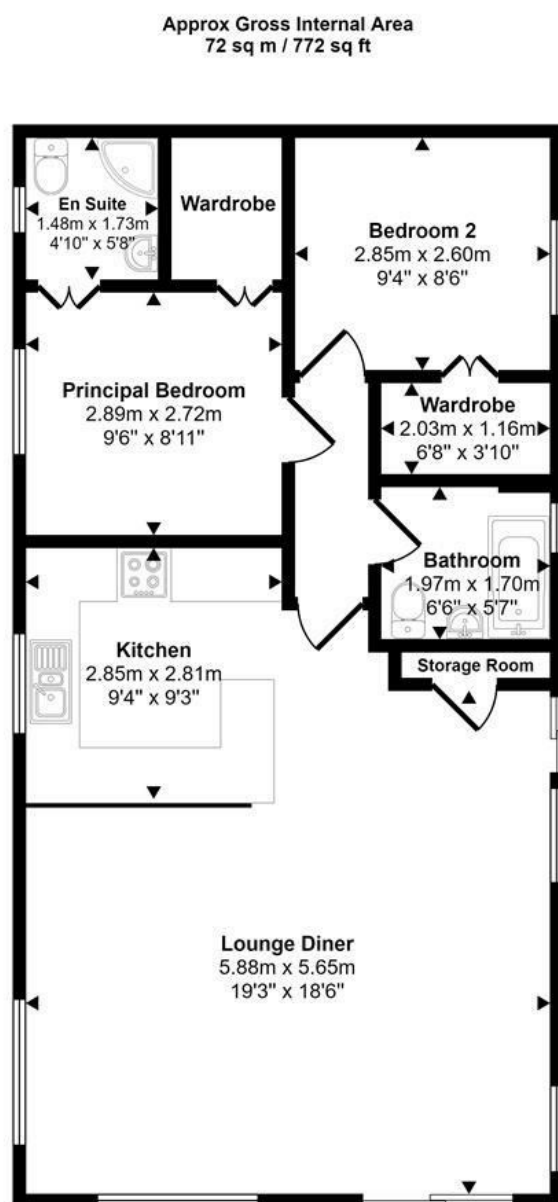 Approx Gross Internal Area
72 sq m / 772 sq ft
En Suite
1.48m x 1.73m
4'10" x 5'8"
Wardrobe
Bedroom 2
2.85m x 2.60m
9'4" x 8'6"
Principal Bedroom
2.89m x 2.72m
9'6" x 8'11"
Wardrobe
2.03m x 1.16m
6'8" x 3'10"
Bathroom
1.97m x 1.70m
6'6" x 5'7"
Kitchen
2.85m x 2.81m
9'4" x 9'3"
Storage Room
Lounge Diner
5.88m x 5.65m
19'3" x 18'6"